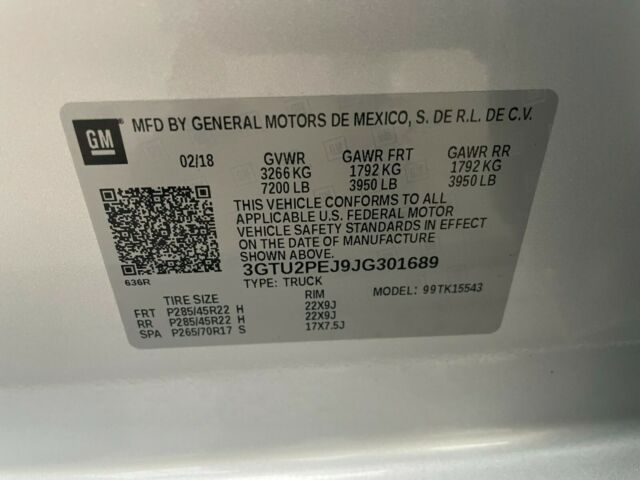 GM MFD BY GENERAL MOTORS DE MEXICO, S. DE R.L. DE C.V.
02/18 GVWR GAWR FRT GAWR RR
3266 KG 1792 KG 1792 KG
7200 LB 3950 LB 3950 LB
THIS VEHICLE CONFORMS TO ALL
APPLICABLE U.S. FEDERAL MOTOR
VEHICLE SAFETY STANDARDS IN EFFECT
ON THE DATE OF MANUFACTURE
SHOWN ABOVE.
3GTU2PEJ9JG301689
636R TYPE: TRUCK MODEL: 99TK15543
TIRE SIZE RIM
FRT P285/45R22 H 22X9J
RR P285/45R22 H 22X9J
SPA P265/70R17 S 17X7.5J